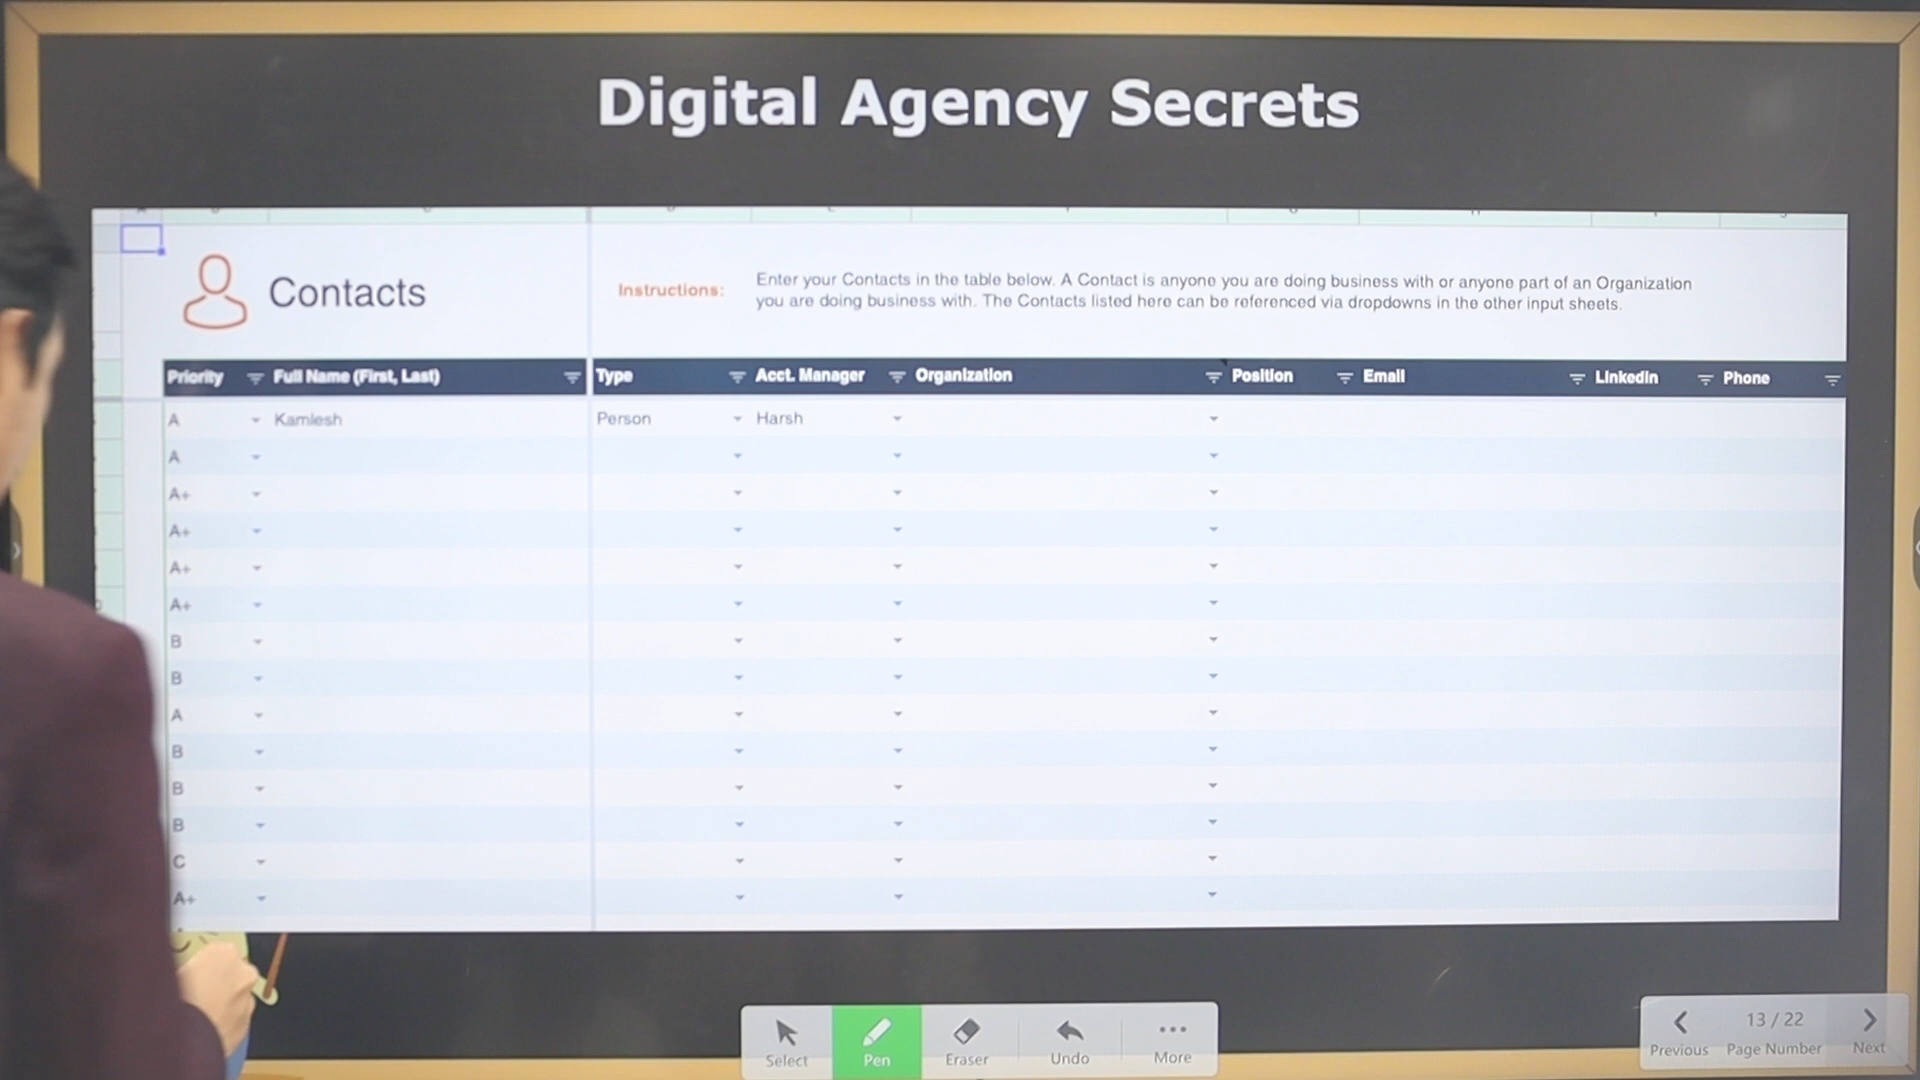 Digital Agency Secrets
Contacts
Instructions:
Enter your Contacts in the table below. A Contact is anyone you are doing business with or anyone part of an Organization
you are doing business with. The Contacts listed here can be referenced via dropdowns in the other input sheets.
Priority Full Name (First, Last) Type Acct. Manager Organization Position Email LinkedIn Phone
A Kamlesh Person Harsh
A
A+
A+
A+
A+
B
B
A
B
B
B
C
A+
Select Pen Eraser Undo More
13 / 22
Previous Page Number Next